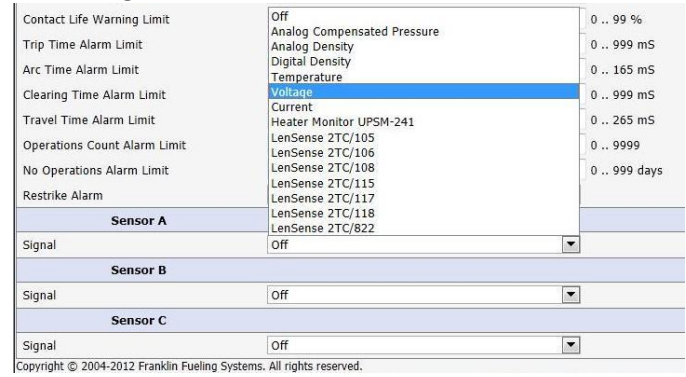 Contact Life Warning Limit
0 .. 99 %
Trip Time Alarm Limit
0 .. 999 mS
Arc Time Alarm Limit
0 .. 165 mS
Clearing Time Alarm Limit
0 .. 999 mS
Travel Time Alarm Limit
0 .. 265 mS
Operations Count Alarm Limit
0 .. 9999
No Operations Alarm Limit
0 .. 999 days
Restrike Alarm
Off
Analog Compensated Pressure
Analog Density
Digital Density
Temperature
Voltage
Current
Heater Monitor UPSM-241
LenSense 2TC/105
LenSense 2TC/106
LenSense 2TC/108
LenSense 2TC/115
LenSense 2TC/117
LenSense 2TC/118
LenSense 2TC/822
Sensor A
Signal Off
Sensor B
Signal Off
Sensor C
Signal Off
Copyright © 2004-2012 Franklin Fueling Systems. All rights reserved.